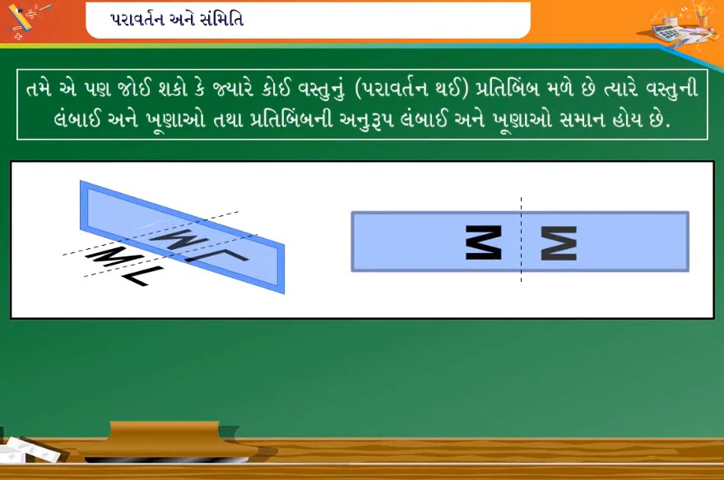 પરાવર્તન અને સંમિતિ
તમે એ પણ જોઈ શકો કે જ્યારે કોઈ વસ્તુનું (પરાવર્તન થઈ) પ્રતિબિંબ મળે છે ત્યારે વસ્તુની
લંબાઈ અને ખૂણાઓ તથા પ્રતિબિંબની અનુરૂપ લંબાઈ અને ખૂણાઓ સમાન હોય છે.
M L
M L
M M